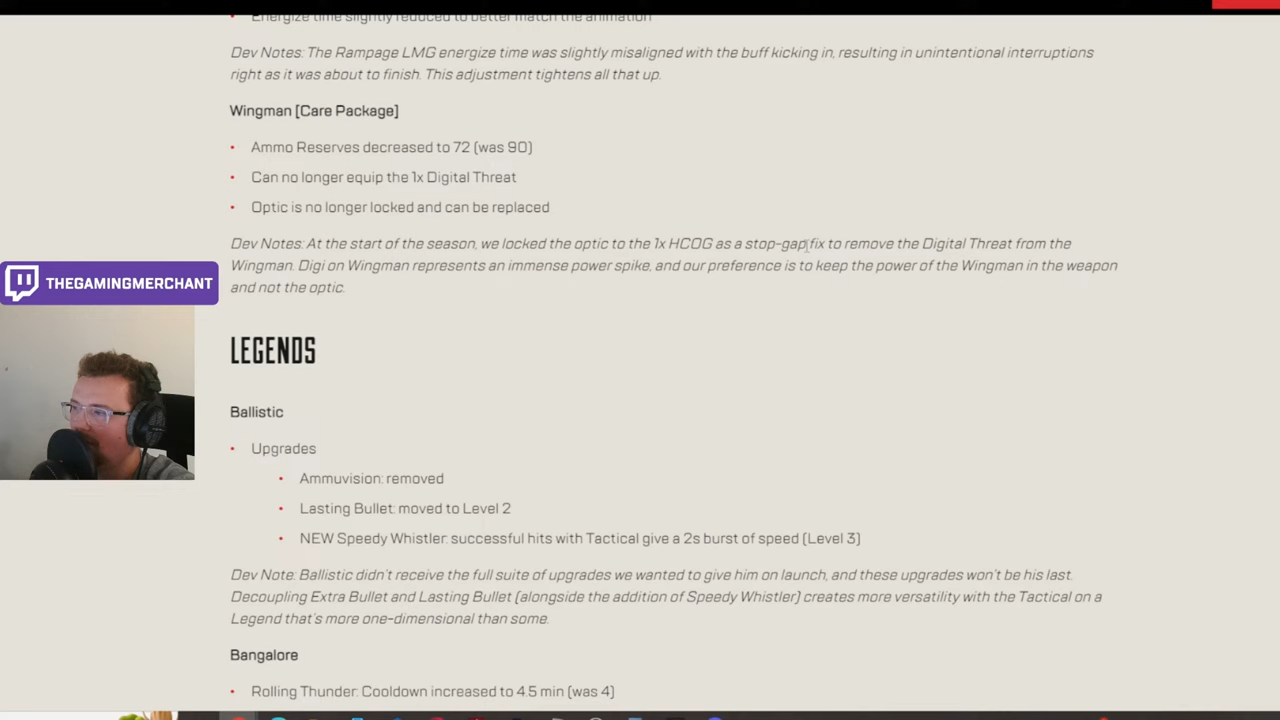 Energize time slightly reduced to better match the animation
Dev Notes: The Rampage LMG energize time was slightly misaligned with the buff kicking in, resulting in unintentional interruptions
right as it was about to finish. This adjustment tightens all that up.
Wingman [Care Package]
Ammo Reserves decreased to 72 (was 90)
Can no longer equip the 1x Digital Threat
Optic is no longer locked and can be replaced
Dev Notes: At the start of the season, we locked the optic to the 1x HCOG as a stop-gap fix to remove the Digital Threat from the
Wingman. Digi on Wingman represents an immense power spike, and our preference is to keep the power of the Wingman in the weapon
and not the optic.
THEGAMINGMERCHANT
LEGENDS
Ballistic
Upgrades
Ammuvision: removed
Lasting Bullet: moved to Level 2
NEW Speedy Whistler: successful hits with Tactical give a 2s burst of speed (Level 3)
Dev Note: Ballistic didn't receive the full suite of upgrades we wanted to give him on launch, and these upgrades won't be his last.
Decoupling Extra Bullet and Lasting Bullet (alongside the addition of Speedy Whistler) creates more versatility with the Tactical on a
Legend that's more one-dimensional than some.
Bangalore
Rolling Thunder: Cooldown increased to 4.5 min (was 4)